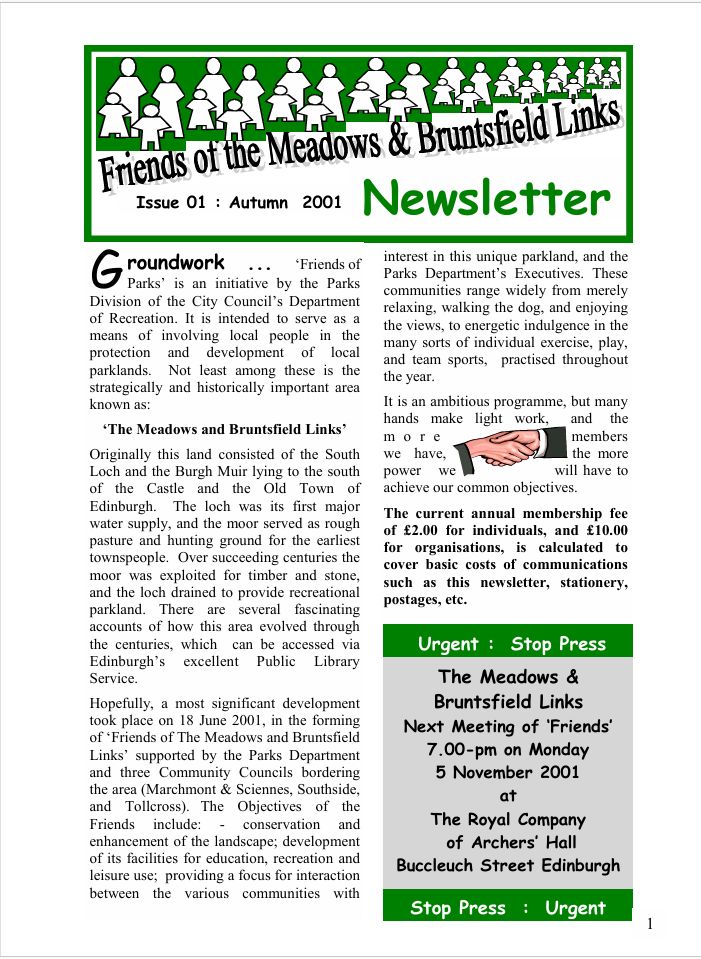 Friends of the Meadows & Bruntsfield Links
Issue 01 : Autumn 2001 Newsletter
Groundwork ... ‘Friends of
Parks’ is an initiative by the Parks
Division of the City Council’s Department
of Recreation. It is intended to serve as a
means of involving local people in the
protection and development of local
parklands. Not least among these is the
strategically and historically important area
known as:
‘The Meadows and Bruntsfield Links’
Originally this land consisted of the South
Loch and the Burgh Muir lying to the south
of the Castle and the Old Town of
Edinburgh. The loch was its first major
water supply, and the moor served as rough
pasture and hunting ground for the earliest
townspeople. Over succeeding centuries the
moor was exploited for timber and stone,
and the loch drained to provide recreational
parkland. There are several fascinating
accounts of how this area evolved through
the centuries, which can be accessed via
Edinburgh’s excellent Public Library
Service.
Hopefully, a most significant development
took place on 18 June 2001, in the forming
of ‘Friends of The Meadows and Bruntsfield
Links’ supported by the Parks Department
and three Community Councils bordering
the area (Marchmont & Sciennes, Southside,
and Tollcross). The Objectives of the
Friends include: - conservation and
enhancement of the landscape; development
of its facilities for education, recreation and
leisure use; providing a focus for interaction
between the various communities with
interest in this unique parkland, and the
Parks Department’s Executives. These
communities range widely from merely
relaxing, walking the dog, and enjoying
the views, to energetic indulgence in the
many sorts of individual exercise, play,
and team sports, practised throughout
the year.
It is an ambitious programme, but many
hands make light work, and the
more members
we have, the more
power we will have to
achieve our common objectives.
The current annual membership fee
of £2.00 for individuals, and £10.00
for organisations, is calculated to
cover basic costs of communications
such as this newsletter, stationery,
postages, etc.
Urgent : Stop Press
The Meadows &
Bruntsfield Links
Next Meeting of ‘Friends’
7.00-pm on Monday
5 November 2001
at
The Royal Company
of Archers’ Hall
Buccleuch Street Edinburgh
Stop Press : Urgent
1